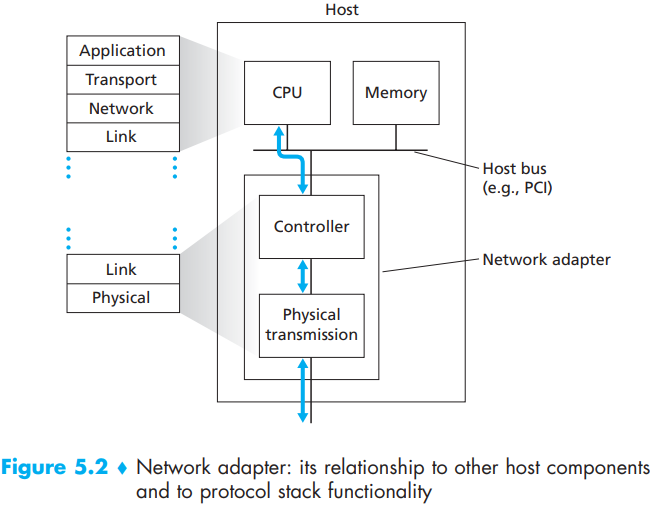 Host
Application
Transport
Network
Link
CPU
Memory
Host bus
(e.g., PCI)
Controller
Network adapter
Link
Physical
Physical
transmission
Figure 5.2 ♦ Network adapter: its relationship to other host components
and to protocol stack functionality